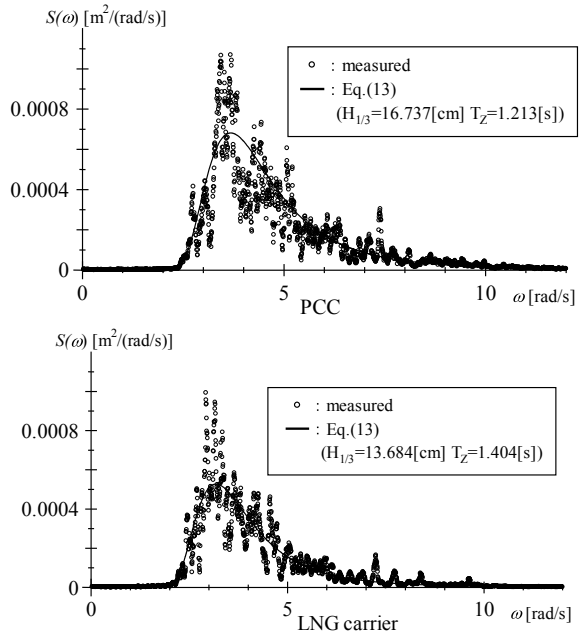 S(ω) [m²/(rad/s)]
○ : measured
— : Eq.(13)
(H₁/₃=16.737[cm] T_Z=1.213[s])
0.0008
0.0004
0
0 5 10 ω [rad/s]
PCC
S(ω) [m²/(rad/s)]
○ : measured
— : Eq.(13)
(H₁/₃=13.684[cm] T_Z=1.404[s])
0.0008
0.0004
0
0 5 10 ω [rad/s]
LNG carrier